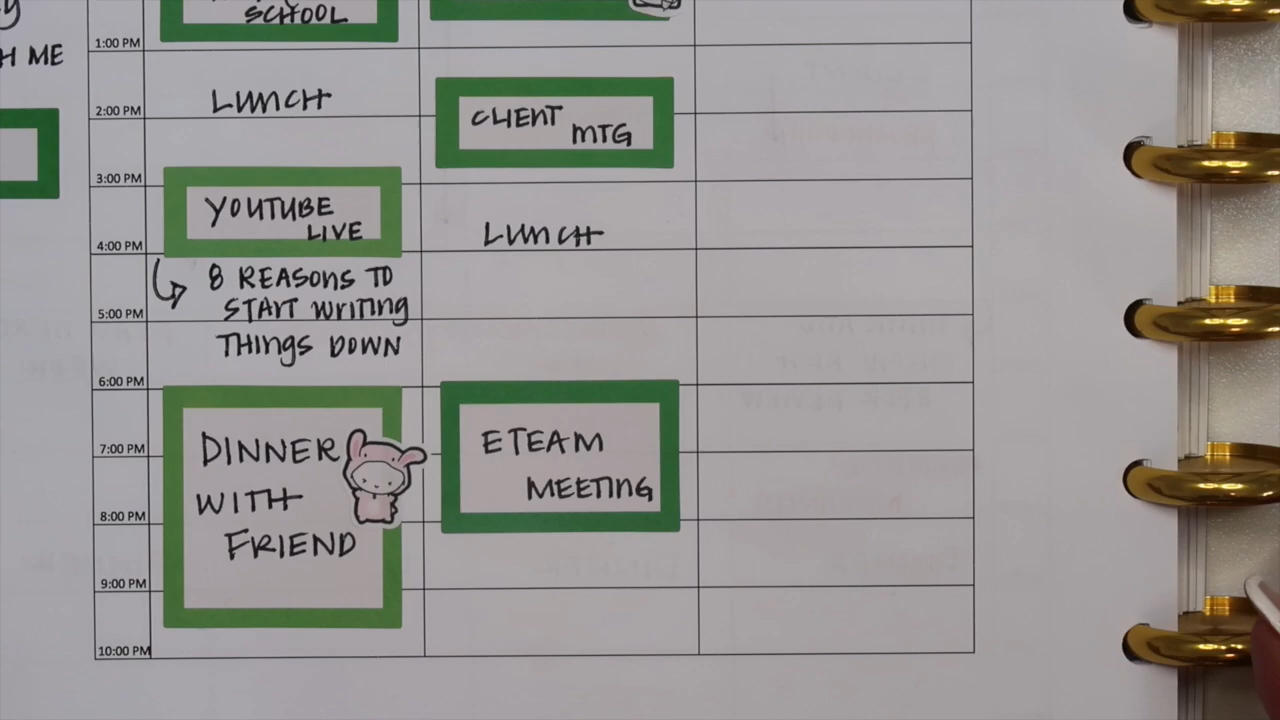 SCHOOL
H ME
1:00 PM
LUNCH
2:00 PM
CLIENT
MTG
3:00 PM
YOUTUBE
LIVE
4:00 PM
LUNCH
8 REASONS TO
START WRITING
5:00 PM
THINGS DOWN
6:00 PM
7:00 PM
DINNER
WITH
FRIEND
ETEAM
MEETING
8:00 PM
9:00 PM
10:00 PM